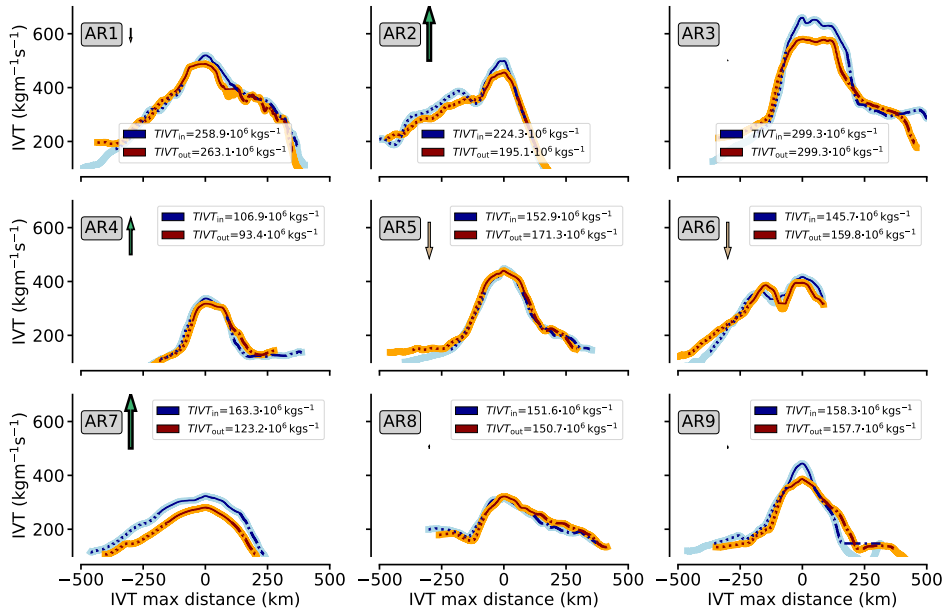 600
400
200
IVT (kgm⁻¹s⁻¹)
AR1
TIVT_in=258.9·10⁶ kgs⁻¹
TIVT_out=263.1·10⁶ kgs⁻¹
AR2
TIVT_in=224.3·10⁶ kgs⁻¹
TIVT_out=195.1·10⁶ kgs⁻¹
AR3
TIVT_in=299.3·10⁶ kgs⁻¹
TIVT_out=299.3·10⁶ kgs⁻¹
600
400
200
IVT (kgm⁻¹s⁻¹)
AR4
TIVT_in=106.9·10⁶ kgs⁻¹
TIVT_out=93.4·10⁶ kgs⁻¹
AR5
TIVT_in=152.9·10⁶ kgs⁻¹
TIVT_out=171.3·10⁶ kgs⁻¹
AR6
TIVT_in=145.7·10⁶ kgs⁻¹
TIVT_out=159.8·10⁶ kgs⁻¹
600
400
200
IVT (kgm⁻¹s⁻¹)
AR7
TIVT_in=163.3·10⁶ kgs⁻¹
TIVT_out=123.2·10⁶ kgs⁻¹
AR8
TIVT_in=151.6·10⁶ kgs⁻¹
TIVT_out=150.7·10⁶ kgs⁻¹
AR9
TIVT_in=158.3·10⁶ kgs⁻¹
TIVT_out=157.7·10⁶ kgs⁻¹
−500 −250 0 250 500
−500 −250 0 250 500
−500 −250 0 250 500
IVT max distance (km)
IVT max distance (km)
IVT max distance (km)